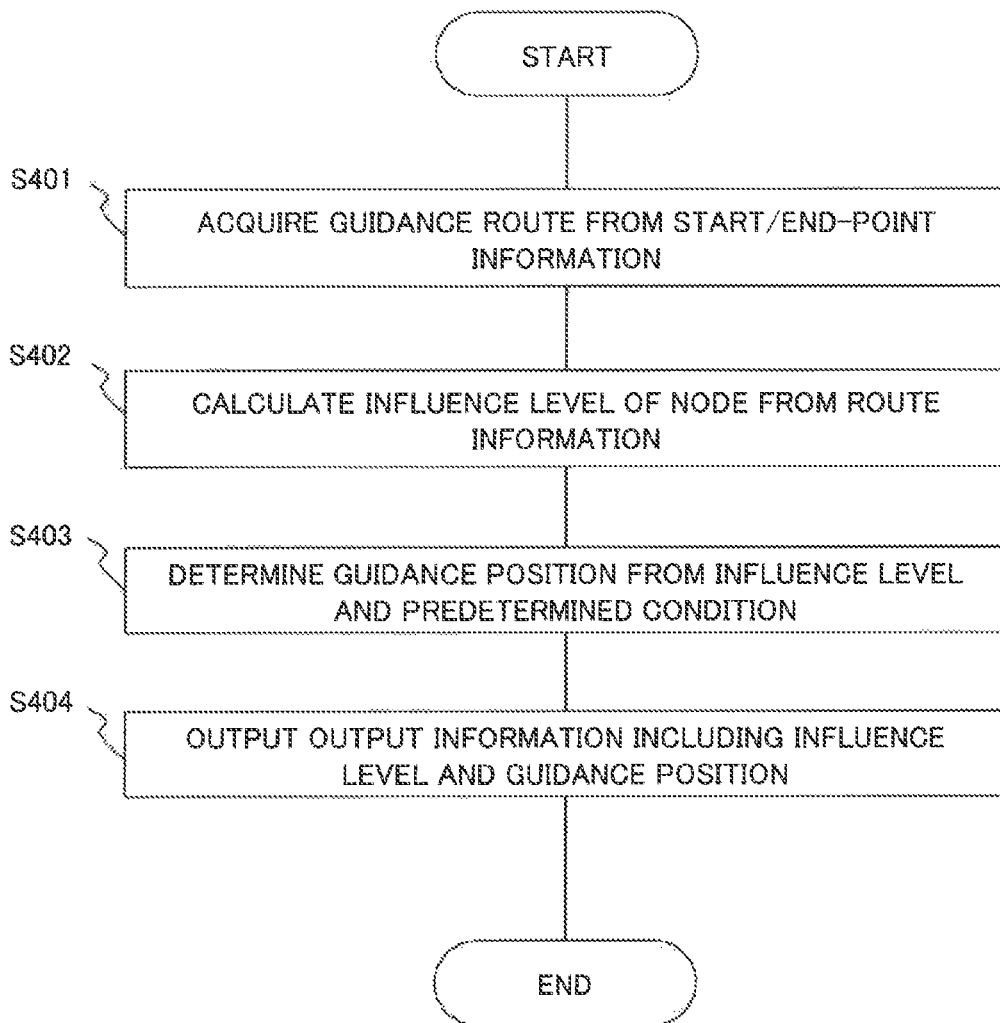 START
S401
ACQUIRE GUIDANCE ROUTE FROM START/END-POINT
INFORMATION
S402
CALCULATE INFLUENCE LEVEL OF NODE FROM ROUTE
INFORMATION
S403
DETERMINE GUIDANCE POSITION FROM INFLUENCE LEVEL
AND PREDETERMINED CONDITION
S404
OUTPUT OUTPUT INFORMATION INCLUDING INFLUENCE
LEVEL AND GUIDANCE POSITION
END